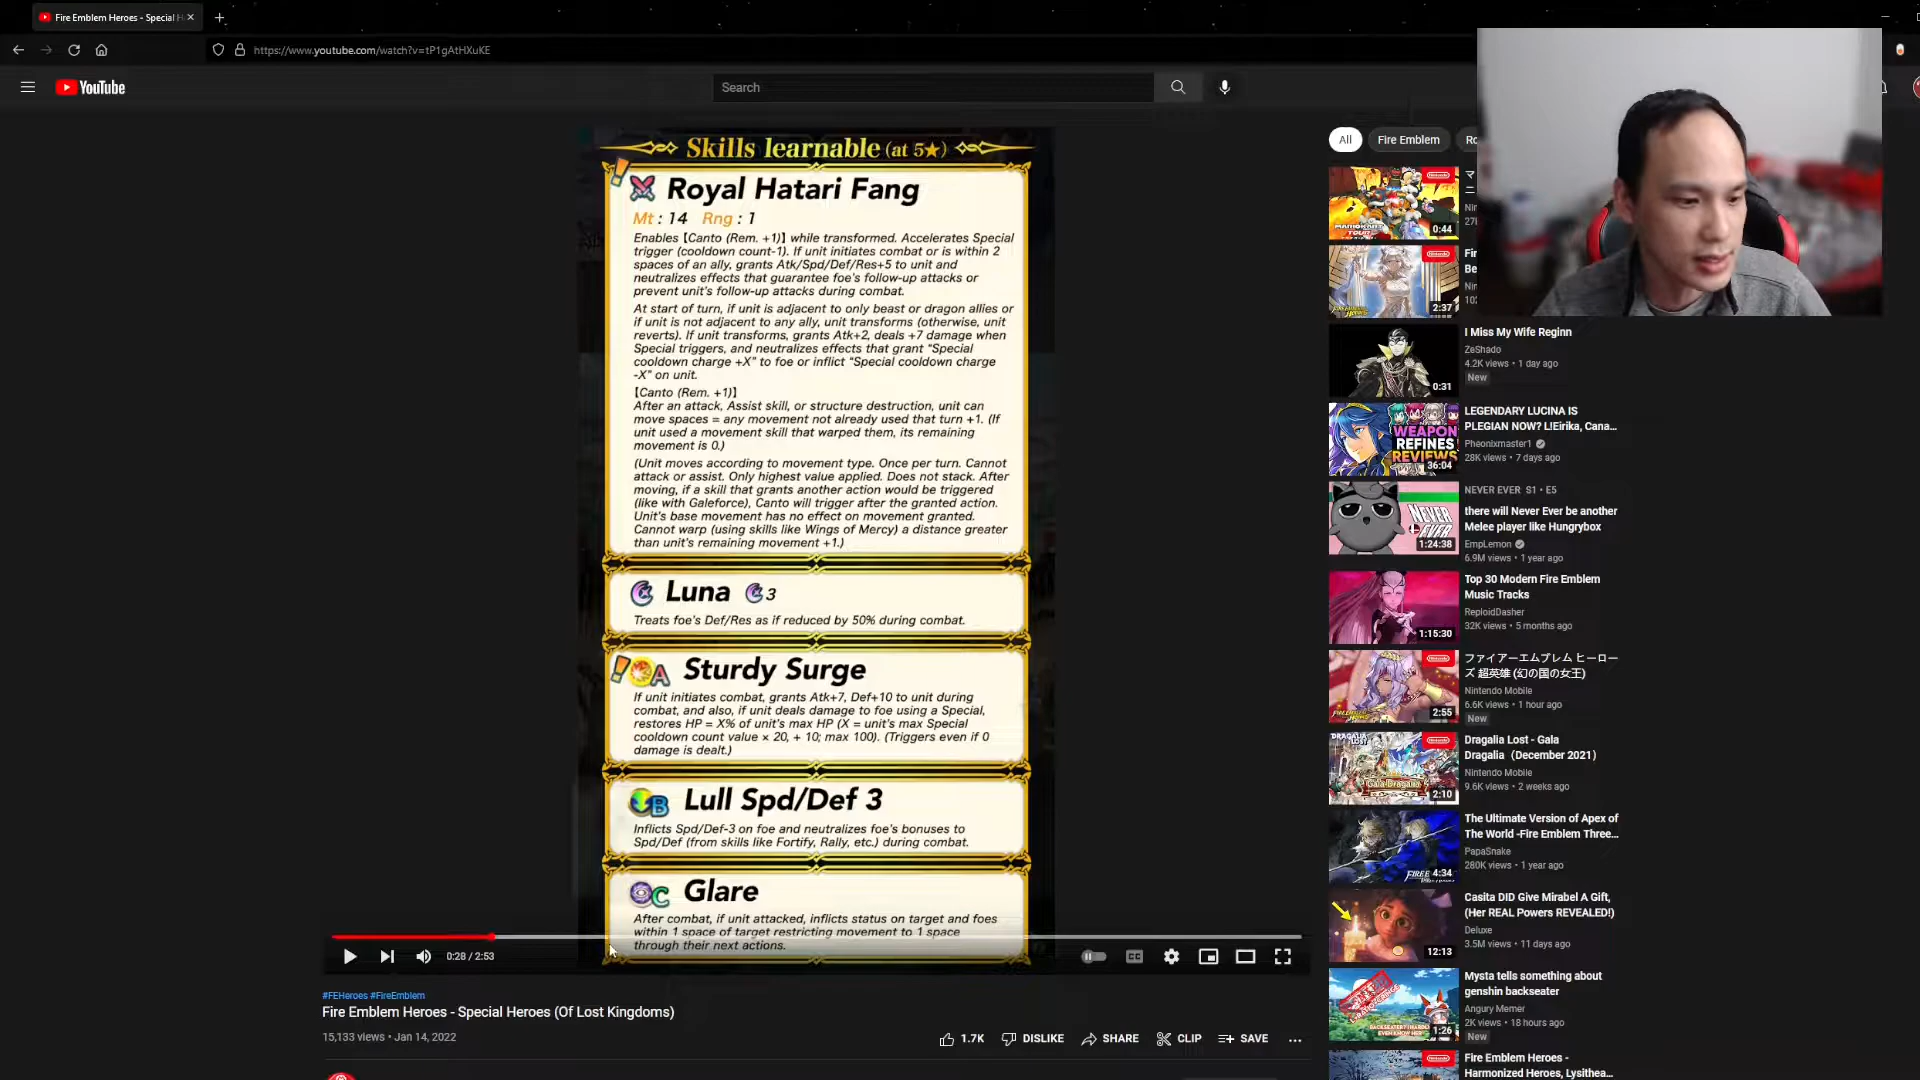 Fire Emblem Heroes - Special H
https://www.youtube.com/watch?v=tP1gAtHXuKE
YouTube
Search
Skills learnable (at 5★)
Royal Hatari Fang
Mt : 14 Rng : 1
Enables【Canto (Rem. +1)】while transformed. Accelerates Special
trigger (cooldown count-1). If unit initiates combat or is within 2
spaces of an ally, grants Atk/Spd/Def/Res+5 to unit and
neutralizes effects that guarantee foe's follow-up attacks or
prevent unit's follow-up attacks during combat.
At start of turn, if unit is adjacent to only beast or dragon allies or
if unit is not adjacent to any ally, unit transforms (otherwise, unit
reverts). If unit transforms, grants Atk+2, deals +7 damage when
Special triggers, and neutralizes effects that grant "Special
cooldown charge +X" to foe or inflict "Special cooldown charge
-X" on unit.
【Canto (Rem. +1)】
After an attack, Assist skill, or structure destruction, unit can
move spaces = any movement not already used that turn +1. (If
unit used a movement skill that warped them, its remaining
movement is 0.)
(Unit moves according to movement type. Once per turn. Cannot
attack or assist. Only highest value applied. Does not stack. After
moving, if a skill that grants another action would be triggered
(like with Galeforce), Canto will trigger after the granted action.
Unit's base movement has no effect on movement granted.
Cannot warp (using skills like Wings of Mercy) a distance greater
than unit's remaining movement +1.)
Luna 3
Treats foe's Def/Res as if reduced by 50% during combat.
A Sturdy Surge
If unit initiates combat, grants Atk+7, Def+10 to unit during
combat, and also, if unit deals damage to foe using a Special,
restores HP = X% of unit's max HP (X = unit's max Special
cooldown count value × 20, + 10; max 100). (Triggers even if 0
damage is dealt.)
B Lull Spd/Def 3
Inflicts Spd/Def-3 on foe and neutralizes foe's bonuses to
Spd/Def (from skills like Fortify, Rally, etc.) during combat.
C Glare
After combat, if unit attacked, inflicts status on target and foes
within 1 space of target restricting movement to 1 space
through their next actions.
0:28 / 2:53
CC
#FEHeroes #FireEmblem
Fire Emblem Heroes - Special Heroes (Of Lost Kingdoms)
15,133 views • Jan 14, 2022
1.7K DISLIKE SHARE CLIP SAVE
All Fire Emblem Ro
マ
ニ
Nin
27K
0:44
Fir
Be
Nin
102
2:37
I Miss My Wife Reginn
ZeShado
4.2K views • 1 day ago
New
0:31
LEGENDARY LUCINA IS
PLEGIAN NOW? L!Eirika, Cana...
Pheonixmaster1
28K views • 7 days ago
WEAPON
REFINES
REVIEWS
36:04
NEVER EVER S1 • E5
there will Never Ever be another
Melee player like Hungrybox
EmpLemon
6.9M views • 1 year ago
NEVER
EVER
1:24:38
Top 30 Modern Fire Emblem
Music Tracks
ReploidDasher
32K views • 5 months ago
1:15:30
ファイアーエムブレム ヒーロー
ズ 超英雄 (幻の国の女王)
Nintendo Mobile
6.6K views • 1 hour ago
New
2:55
Dragalia Lost - Gala
Dragalia（December 2021）
Nintendo Mobile
9.6K views • 2 weeks ago
2:10
The Ultimate Version of Apex of
The World -Fire Emblem Three...
PapaSnake
280K views • 1 year ago
4:34
Casita DID Give Mirabel A Gift,
(Her REAL Powers REVEALED!)
Deluxe
3.5M views • 11 days ago
12:13
Mysta tells something about
genshin backseater
Angury Memer
2K views • 18 hours ago
New
1:26
Fire Emblem Heroes -
Harmonized Heroes, Lysithea...